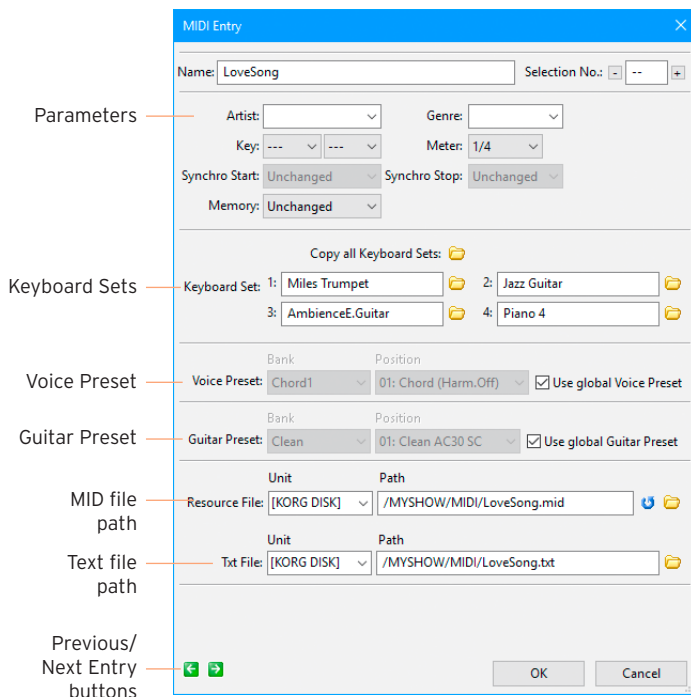 MIDI Entry
Name: LoveSong Selection No.: - -- +
Parameters
Artist: Genre:
Key: --- --- Meter: 1/4
Synchro Start: Unchanged Synchro Stop: Unchanged
Memory: Unchanged
Copy all Keyboard Sets:
Keyboard Sets
Keyboard Set: 1: Miles Trumpet 2: Jazz Guitar
3: AmbienceE.Guitar 4: Piano 4
Bank Position
Voice Preset
Voice Preset: Chord1 01: Chord (Harm.Off) Use global Voice Preset
Bank Position
Guitar Preset
Guitar Preset: Clean 01: Clean AC30 SC Use global Guitar Preset
Unit Path
MID file
path
Resource File: [KORG DISK] /MYSHOW/MIDI/LoveSong.mid
Unit Path
Text file
path
Txt File: [KORG DISK] /MYSHOW/MIDI/LoveSong.txt
Previous/
Next Entry
buttons
OK Cancel